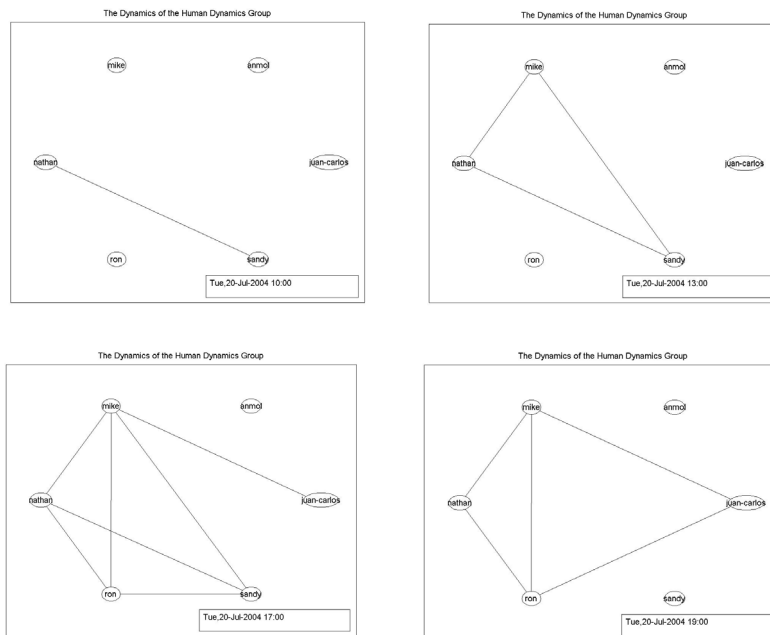 The Dynamics of the Human Dynamics Group
mike
anmol
nathan
juan-carlos
ron
sandy
Tue,20-Jul-2004 10:00
The Dynamics of the Human Dynamics Group
mike
anmol
nathan
juan-carlos
ron
sandy
Tue,20-Jul-2004 13:00
The Dynamics of the Human Dynamics Group
mike
anmol
nathan
juan-carlos
ron
sandy
Tue,20-Jul-2004 17:00
The Dynamics of the Human Dynamics Group
mike
anmol
nathan
juan-carlos
ron
sandy
Tue,20-Jul-2004 19:00